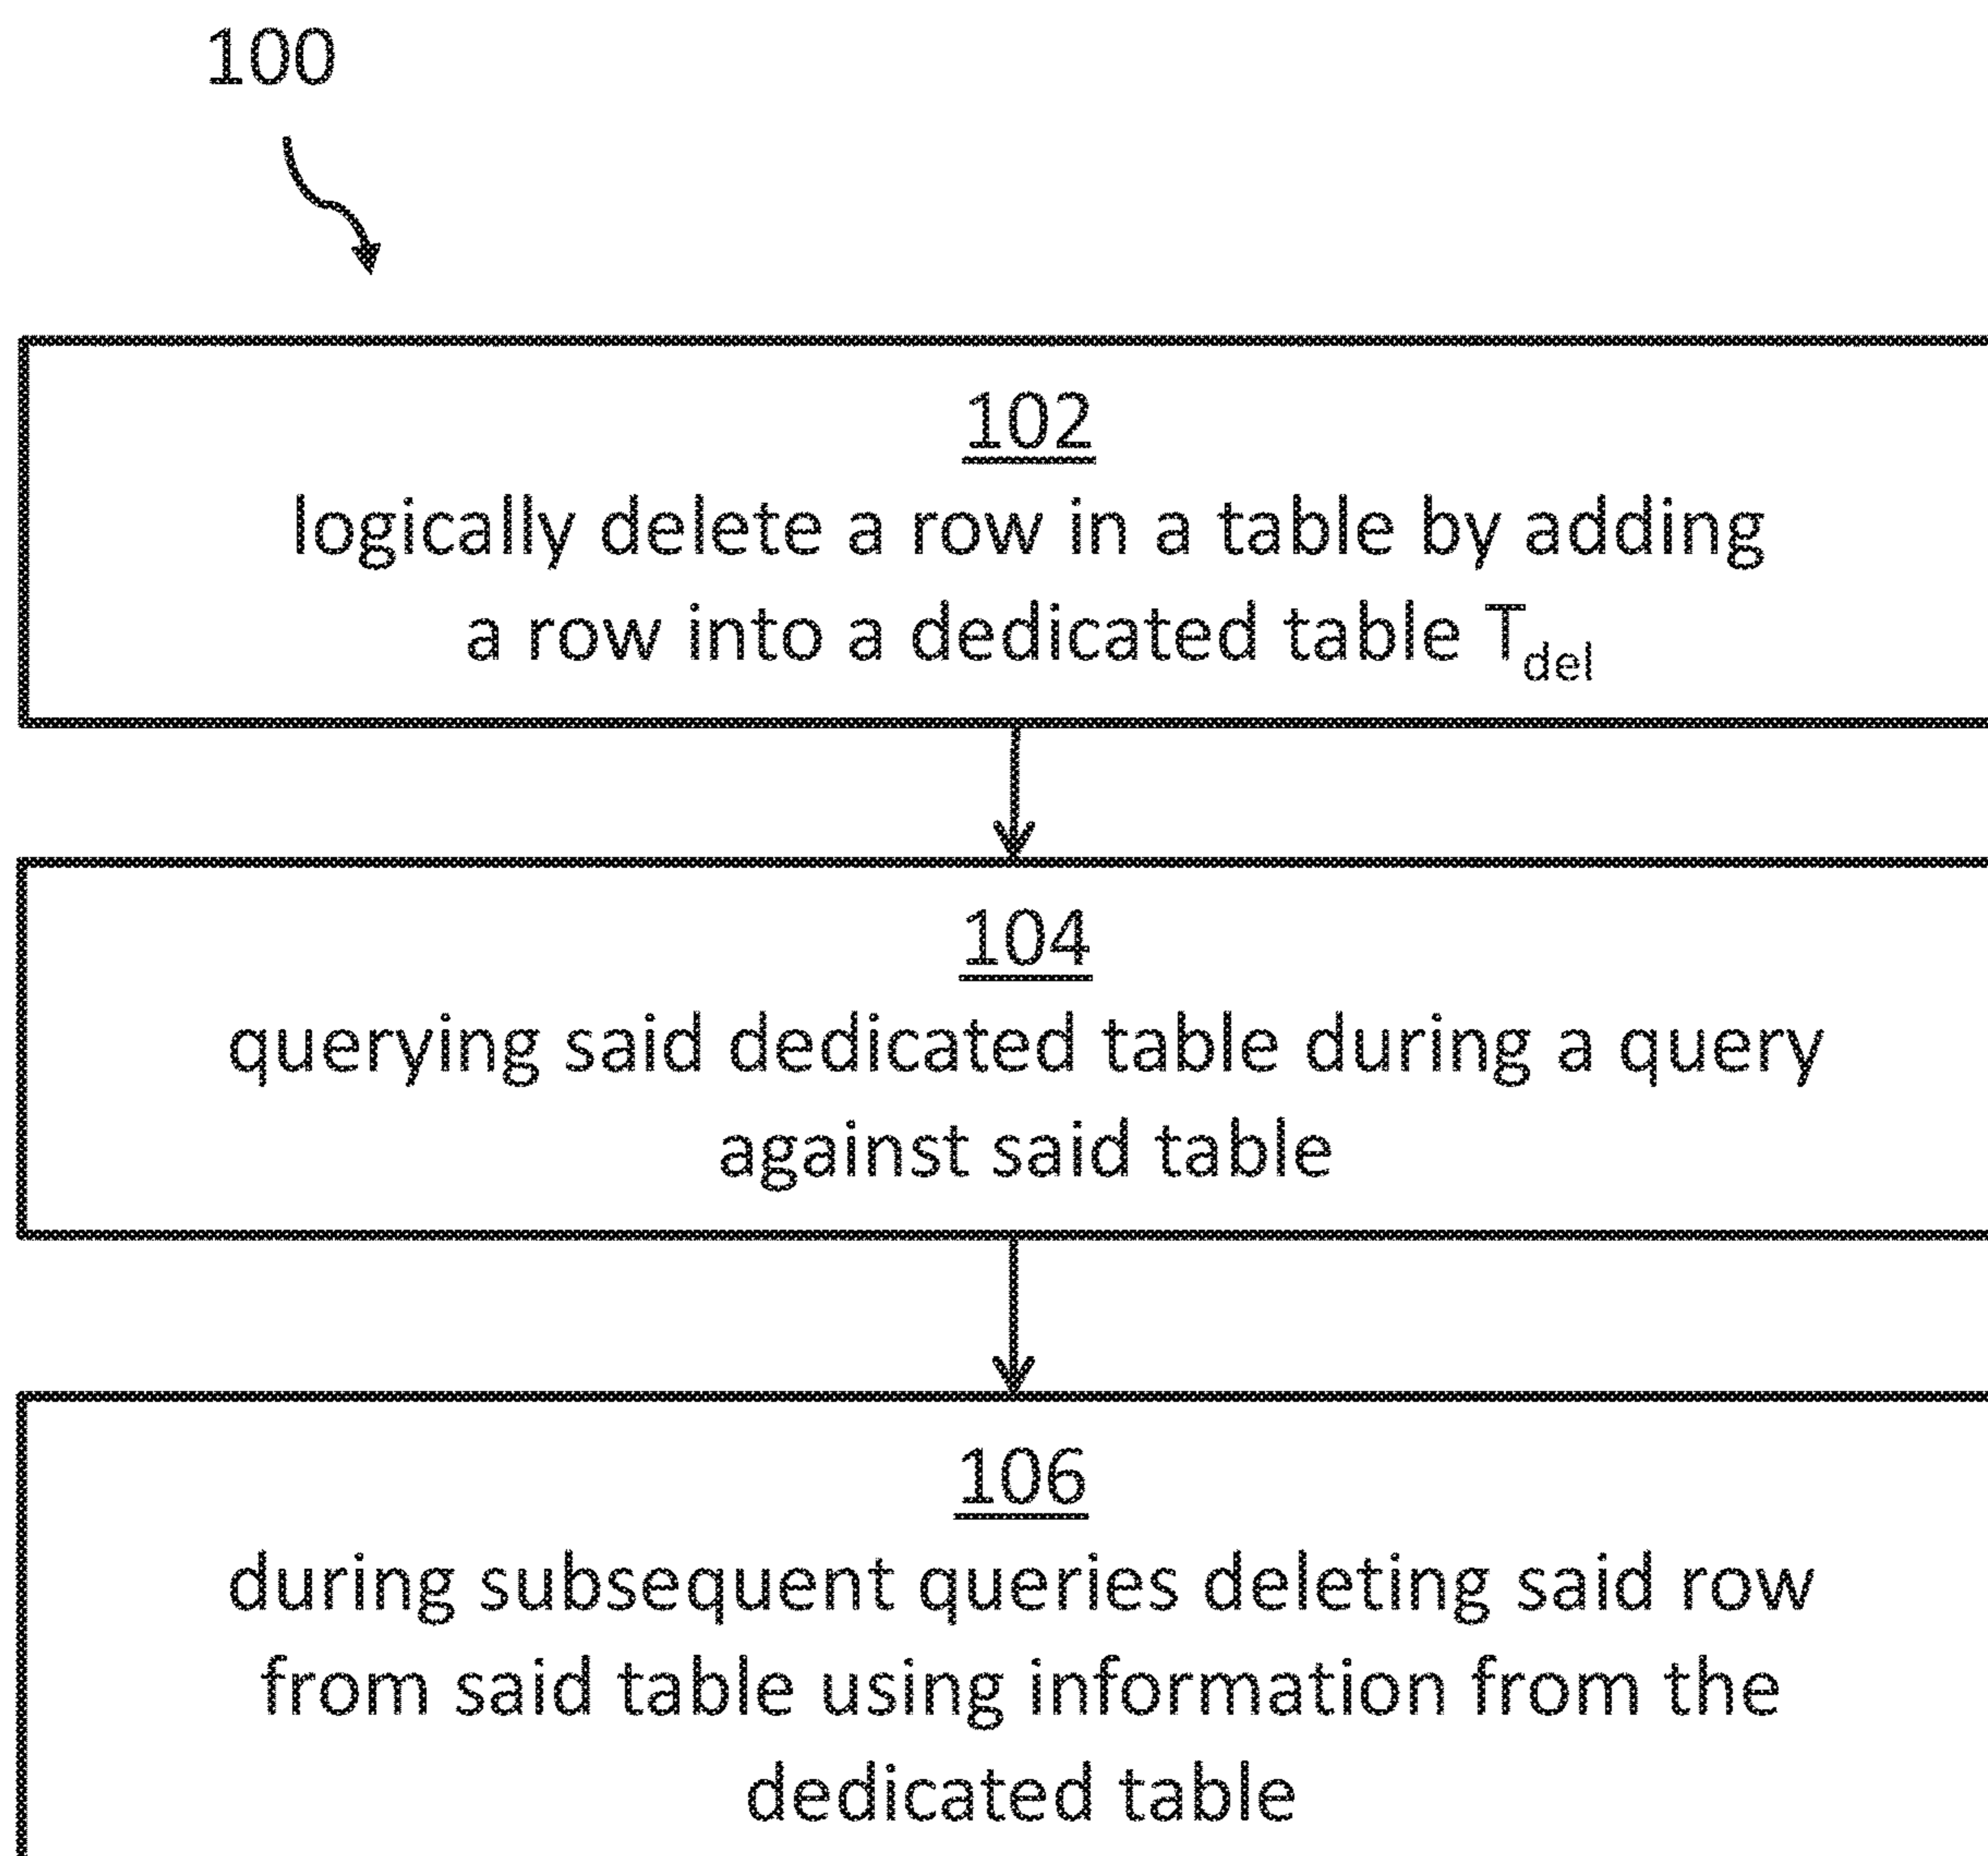 100
102
logically delete a row in a table by adding
a row into a dedicated table T_del
104
querying said dedicated table during a query
against said table
106
during subsequent queries deleting said row
from said table using information from the
dedicated table